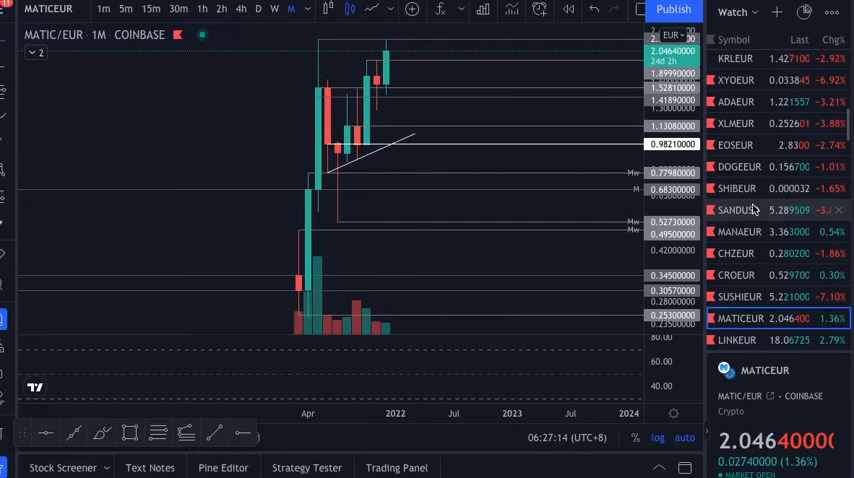 11
MATICEUR 1m 5m 15m 30m 1h 2h 4h D W M Publish Watch
MATIC/EUR · 1M · COINBASE
2
EUR
2.04640000
24d 2h
1.89990000
1.52810000
1.41890000
1.30000000
1.13080000
0.98210000
Mw 0.77980000
M 0.68300000
Mw 0.52730000
Mw 0.49500000
0.42000000
0.34500000
0.30570000
0.28000000
0.25300000
0.23500000
80.00
60.00
40.00
Apr 2022 Jul 2023 Jul 2024
06:27:14 (UTC+8) % log auto
Stock Screener Text Notes Pine Editor Strategy Tester Trading Panel
Symbol Last Chg%
KRLEUR 1.427100 −2.92%
XYOEUR 0.033845 −6.92%
ADAEUR 1.221557 −3.21%
XLMEUR 0.252601 −3.88%
EOSEUR 2.8300 −2.74%
DOGEEUR 0.156700 −1.01%
SHIBEUR 0.000032 −1.65%
5.289509
MANAEUR 3.363000 0.54%
CHZEUR 0.280200 −1.86%
CROEUR 0.529700 0.30%
SUSHIEUR 5.221000 −7.10%
MATICEUR 2.046400 1.36%
LINKEUR 18.06725 2.79%
MATICEUR
MATIC/EUR • COINBASE
Crypto
2.0464000
0.02740000 (1.36%)
MARKET OPEN